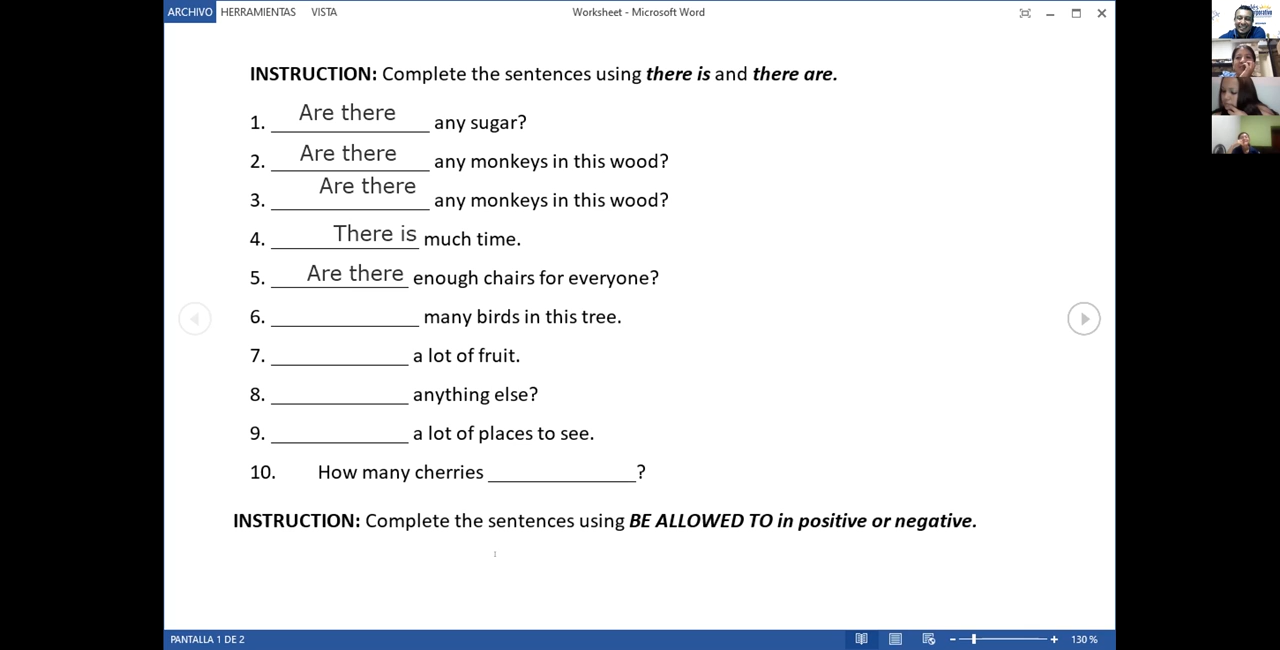 ARCHIVO HERRAMIENTAS VISTA Worksheet - Microsoft Word
INSTRUCTION: Complete the sentences using there is and there are.
1. Are there any sugar?
2. Are there any monkeys in this wood?
3. Are there any monkeys in this wood?
4. There is much time.
5. Are there enough chairs for everyone?
6. ______________ many birds in this tree.
7. _____________ a lot of fruit.
8. _____________ anything else?
9. _____________ a lot of places to see.
10. How many cherries ______________?
INSTRUCTION: Complete the sentences using BE ALLOWED TO in positive or negative.
PANTALLA 1 DE 2 130 %